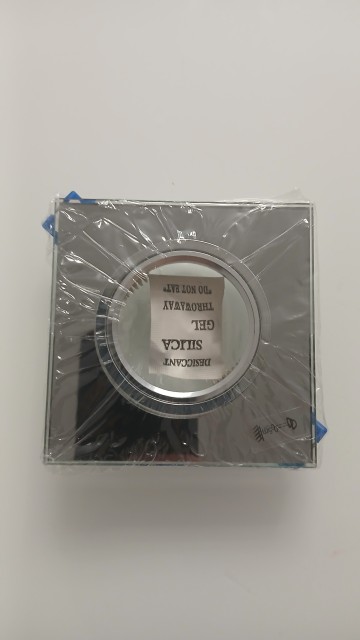 DESICCANT
SILICA
GEL
THROWAWAY
"DO NOT EAT"